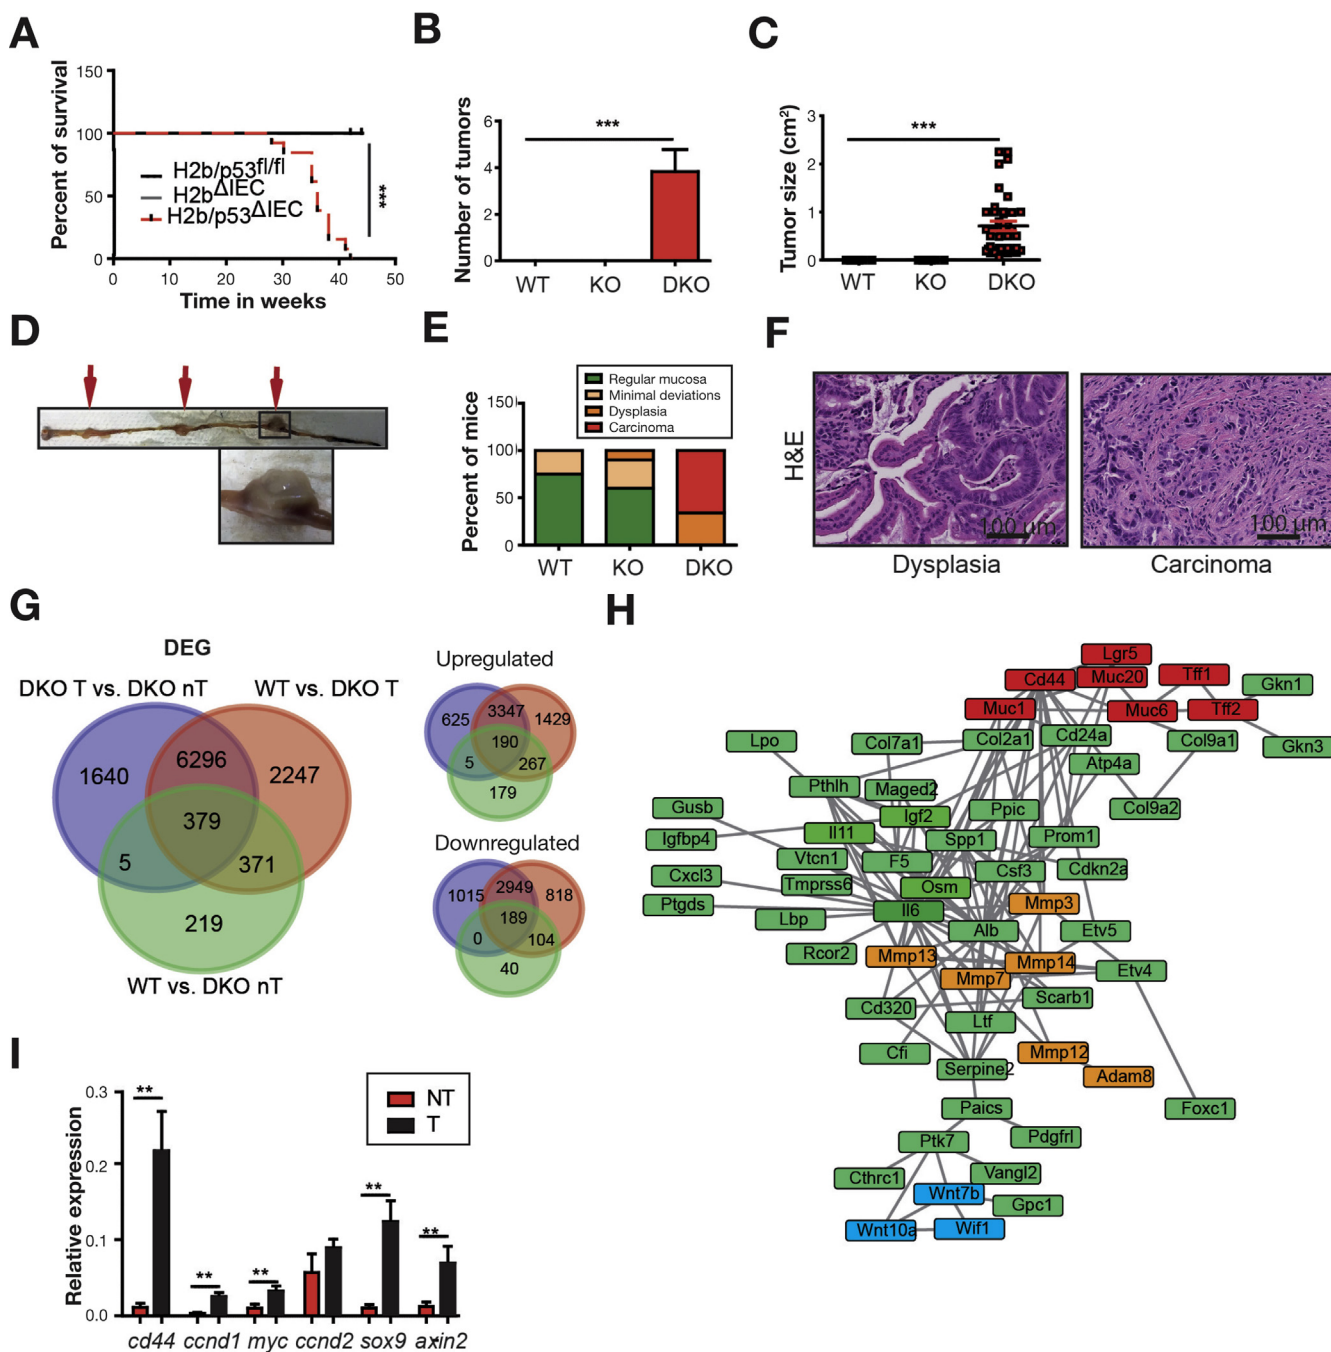 A
Percent of survival
150
100
50
0
H2b/p53fl/fl
H2bΔIEC
H2b/p53ΔIEC
***
0 10 20 30 40 50
Time in weeks
B
Number of tumors
6
4
2
0
***
WT KO DKO
C
Tumor size (cm²)
3
2
1
0
***
WT KO DKO
D
E
Regular mucosa
Minimal deviations
Dysplasia
Carcinoma
Percent of mice
150
100
50
0
WT KO DKO
F
H&E
100 µm
100 µm
Dysplasia
Carcinoma
G
DEG
DKO T vs. DKO nT
WT vs. DKO T
1640
6296
2247
379
5
371
219
WT vs. DKO nT
Upregulated
625
3347
1429
190
5
267
179
Downregulated
1015
2949
818
189
0
104
40
H
Lgr5
Cd44
Muc20
Tff1
Gkn1
Muc1
Muc6
Tff2
Lpo
Col7a1
Col2a1
Cd24a
Col9a1
Gkn3
Atp4a
Pthlh
Maged2
Gusb
Igf2
Ppic
Col9a2
Igfbp4
Il11
Spp1
Prom1
Vtcn1
F5
Cxcl3
Tmprss6
Osm
Csf3
Cdkn2a
Ptgds
Lbp
Il6
Mmp3
Alb
Etv5
Rcor2
Mmp13
Mmp7
Mmp14
Etv4
Cd320
Scarb1
Ltf
Cfi
Mmp12
Serpine2
Adam8
Paics
Foxc1
Ptk7
Pdgfrl
Cthrc1
Vangl2
Wnt7b
Gpc1
Wnt10a
Wif1
I
Relative expression
0.3
0.2
0.1
0.0
NT
T
**
**
**
**
**
cd44 ccnd1 myc ccnd2 sox9 axin2